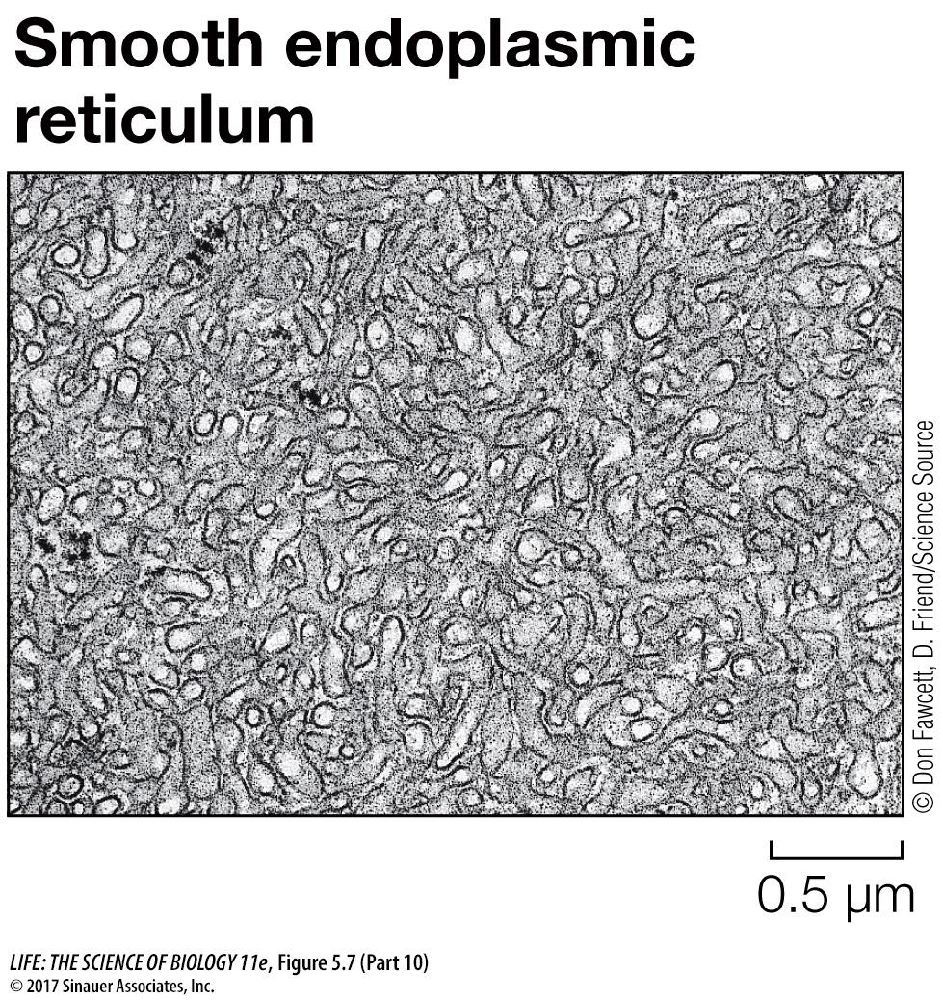 Smooth endoplasmic
reticulum
© Don Fawcett, D. Friend/Science Source
0.5 µm
LIFE: THE SCIENCE OF BIOLOGY 11e, Figure 5.7 (Part 10)
© 2017 Sinauer Associates, Inc.